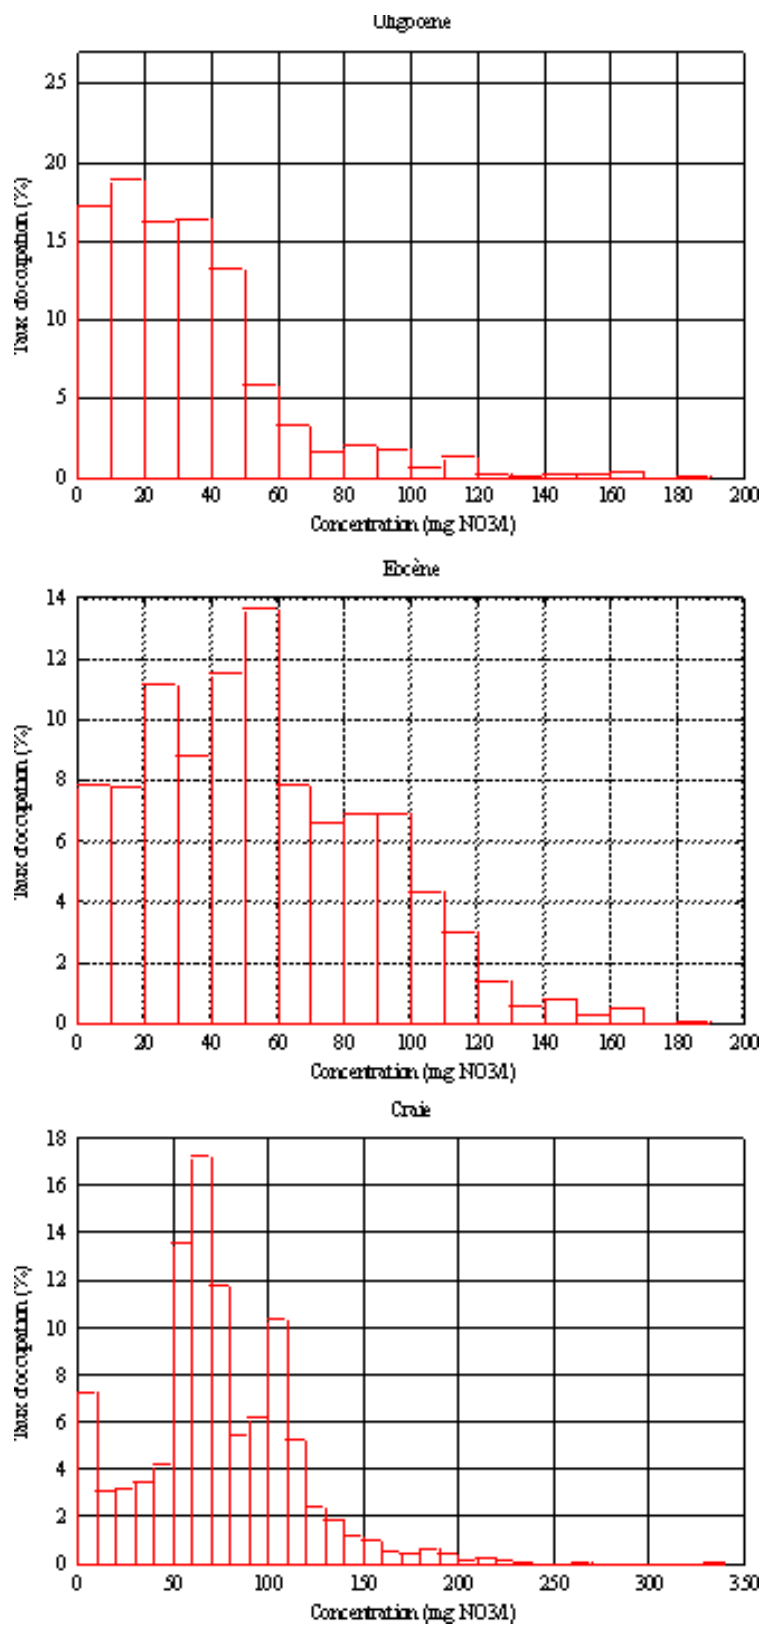 Oligocène
25
20
15
10
5
0
Taux d'occupation (%)
0 20 40 60 80 100 120 140 160 180 200
Concentration (mg NO3/l)
Eocène
14
12
10
8
6
4
2
0
Taux d'occupation (%)
0 20 40 60 80 100 120 140 160 180 200
Concentration (mg NO3/l)
Craie
18
16
14
12
10
8
6
4
2
0
Taux d'occupation (%)
0 50 100 150 200 250 300 350
Concentration (mg NO3/l)